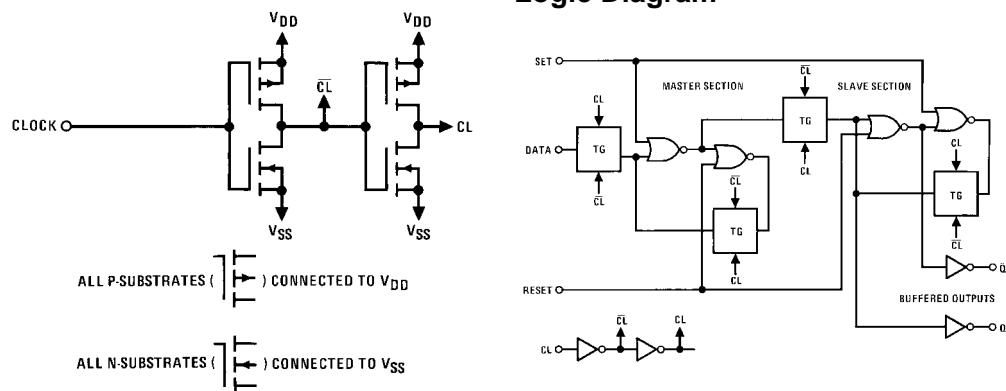 Logic Diagram
VDD
VDD
CLOCK
CL
CL
VSS
VSS
ALL P-SUBSTRATES ( ) CONNECTED TO VDD
ALL N-SUBSTRATES ( ) CONNECTED TO VSS
SET
MASTER SECTION
SLAVE SECTION
CL
CL
DATA
TG
TG
CL
CL
CL
CL
TG
TG
CL
CL
RESET
Q
BUFFERED OUTPUTS
Q
CL
CL
CL